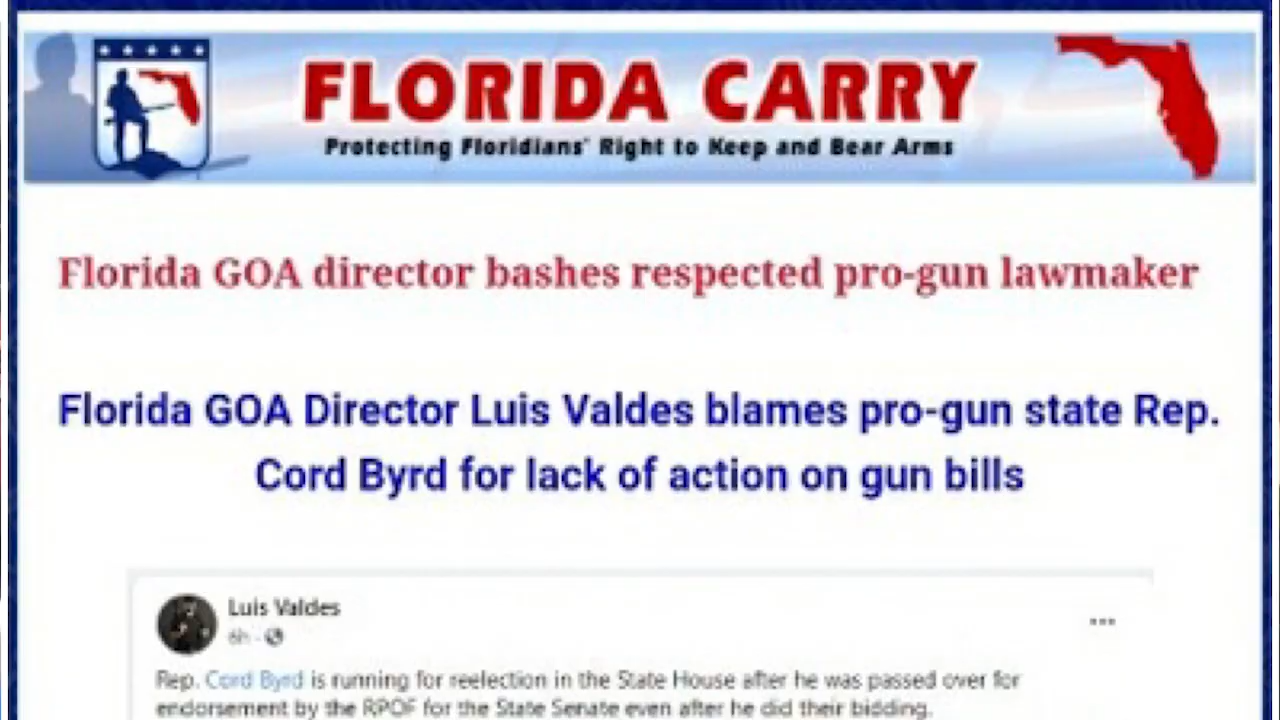 FLORIDA CARRY
Protecting Floridians' Right to Keep and Bear Arms
Florida GOA director bashes respected pro-gun lawmaker
Florida GOA Director Luis Valdes blames pro-gun state Rep.
Cord Byrd for lack of action on gun bills
Luis Valdes
6h ·
Rep. Cord Byrd is running for reelection in the State House after he was passed over for
endorsement by the RPOF for the State Senate even after he did their bidding.